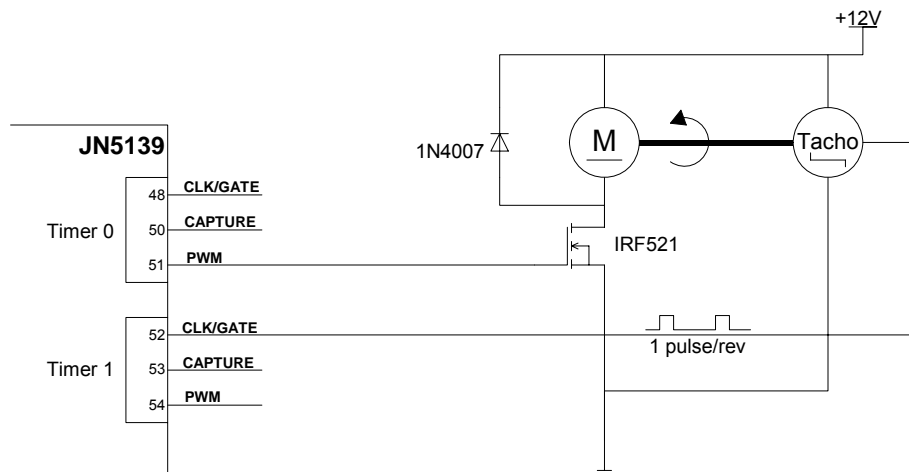 +12V
JN5139
1N4007
M
Tacho
48
CLK/GATE
Timer 0
50
CAPTURE
51
PWM
IRF521
52
CLK/GATE
1 pulse/rev
Timer 1
53
CAPTURE
54
PWM